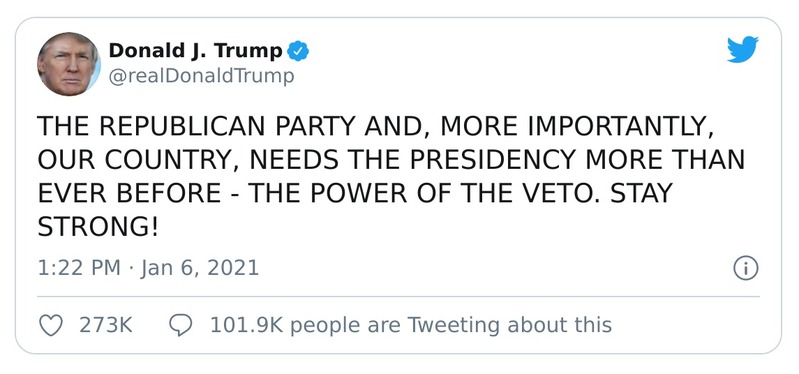 Donald J. Trump
@realDonaldTrump
THE REPUBLICAN PARTY AND, MORE IMPORTANTLY,
OUR COUNTRY, NEEDS THE PRESIDENCY MORE THAN
EVER BEFORE - THE POWER OF THE VETO. STAY
STRONG!
1:22 PM · Jan 6, 2021
273K 101.9K people are Tweeting about this